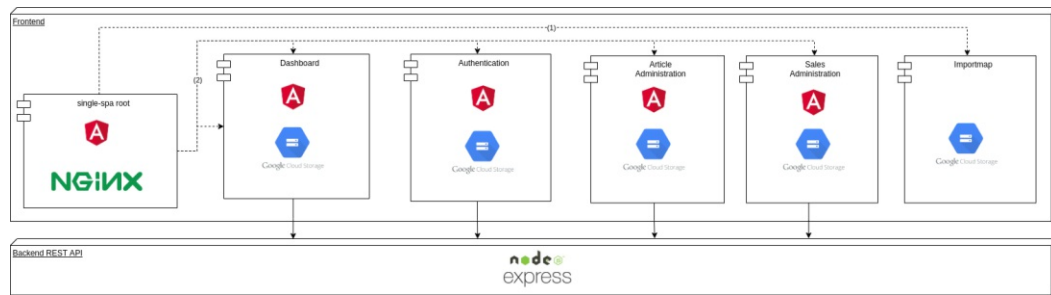 Frontend
(1)
(2)
single-spa root
NGINX
Dashboard
Google Cloud Storage
Authentication
Google Cloud Storage
Article
Administration
Google Cloud Storage
Sales
Administration
Google Cloud Storage
Importmap
Google Cloud Storage
Backend REST API
node
express